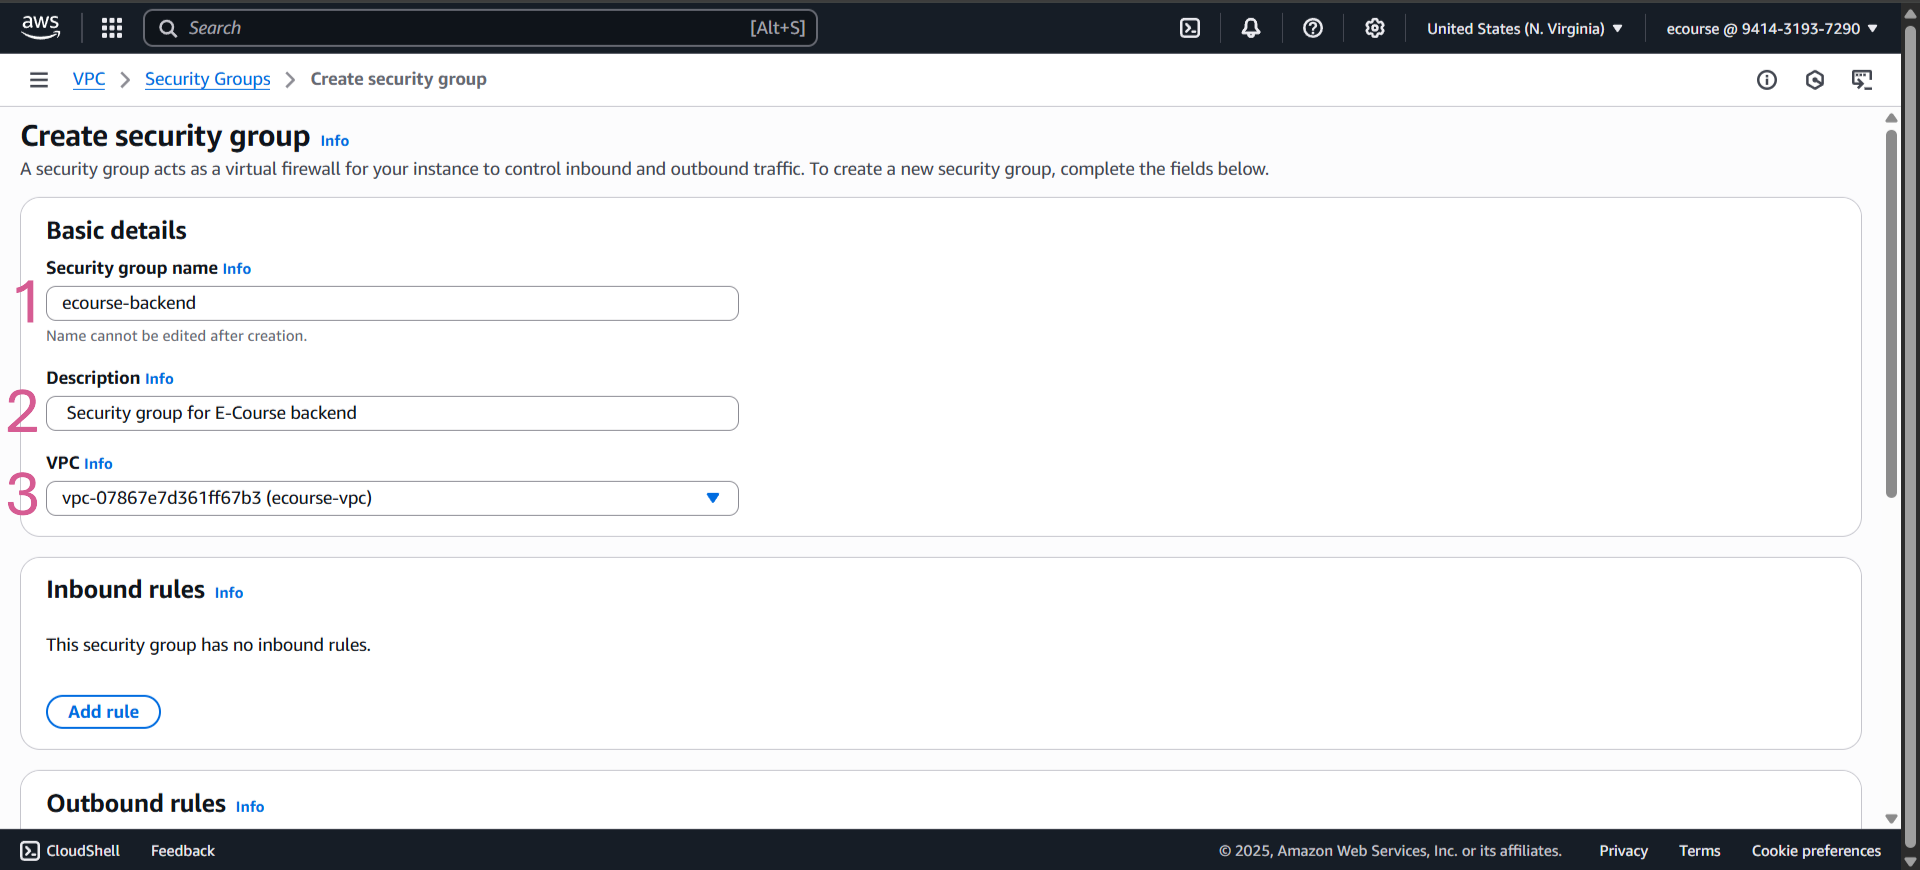 aws Search [Alt+S] United States (N. Virginia) ecourse @ 9414-3193-7290
VPC Security Groups Create security group
Create security group Info
A security group acts as a virtual firewall for your instance to control inbound and outbound traffic. To create a new security group, complete the fields below.
Basic details
Security group name Info
1 ecourse-backend
Name cannot be edited after creation.
Description Info
2 Security group for E-Course backend
VPC Info
3 vpc-07867e7d361ff67b3 (ecourse-vpc)
Inbound rules Info
This security group has no inbound rules.
Add rule
Outbound rules Info
CloudShell Feedback © 2025, Amazon Web Services, Inc. or its affiliates. Privacy Terms Cookie preferences